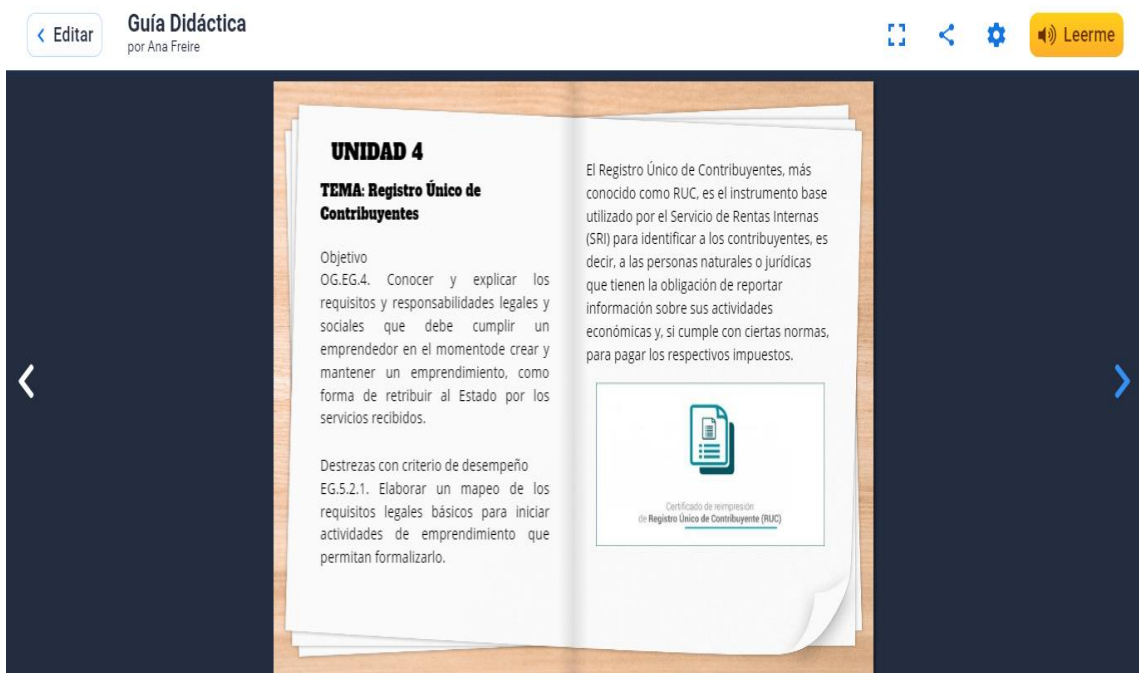 Editar
Guía Didáctica
por Ana Freire
Leerme
UNIDAD 4
TEMA: Registro Único de
Contribuyentes
Objetivo
OG.EG.4. Conocer y explicar los
requisitos y responsabilidades legales y
sociales que debe cumplir un
emprendedor en el momentode crear y
mantener un emprendimiento, como
forma de retribuir al Estado por los
servicios recibidos.
Destrezas con criterio de desempeño
EG.5.2.1. Elaborar un mapeo de los
requisitos legales básicos para iniciar
actividades de emprendimiento que
permitan formalizarlo.
El Registro Único de Contribuyentes, más
conocido como RUC, es el instrumento base
utilizado por el Servicio de Rentas Internas
(SRI) para identificar a los contribuyentes, es
decir, a las personas naturales o jurídicas
que tienen la obligación de reportar
información sobre sus actividades
económicas y, si cumple con ciertas normas,
para pagar los respectivos impuestos.
Certificado de reimpresión
de Registro Único de Contribuyente (RUC)